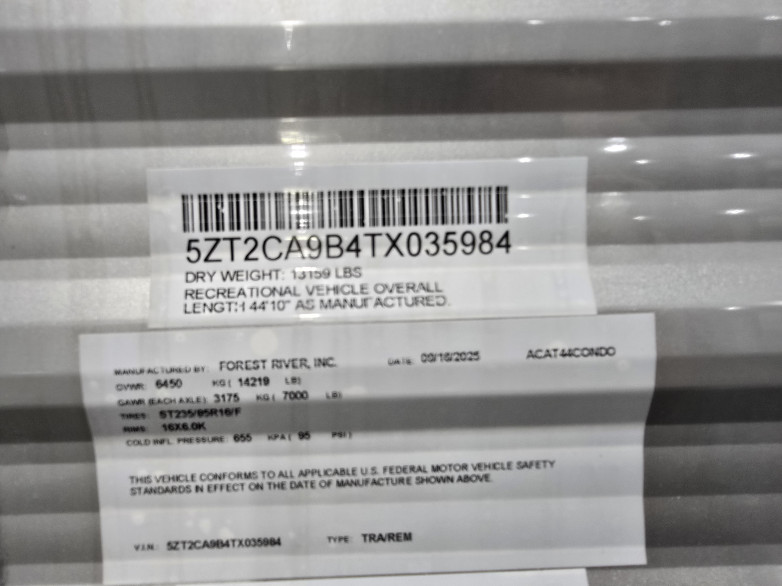 5ZT2CA9B4TX035984
DRY WEIGHT: 13159 LBS
RECREATIONAL VEHICLE OVERALL
LENGTH 44'10" AS MANUFACTURED.
MANUFACTURED BY: FOREST RIVER, INC. DATE: 09/16/2025 ACAT44CONDO
GVWR: 6450 KG ( 14219 LB)
GAWR (EACH AXLE): 3175 KG ( 7000 LB)
TIRES: ST235/85R16/F
RIMS: 16X6.0K
COLD INFL. PRESSURE: 655 KPA ( 95 PSI )
THIS VEHICLE CONFORMS TO ALL APPLICABLE U.S. FEDERAL MOTOR VEHICLE SAFETY
STANDARDS IN EFFECT ON THE DATE OF MANUFACTURE SHOWN ABOVE.
V.I.N.: 5ZT2CA9B4TX035984 TYPE: TRA/REM